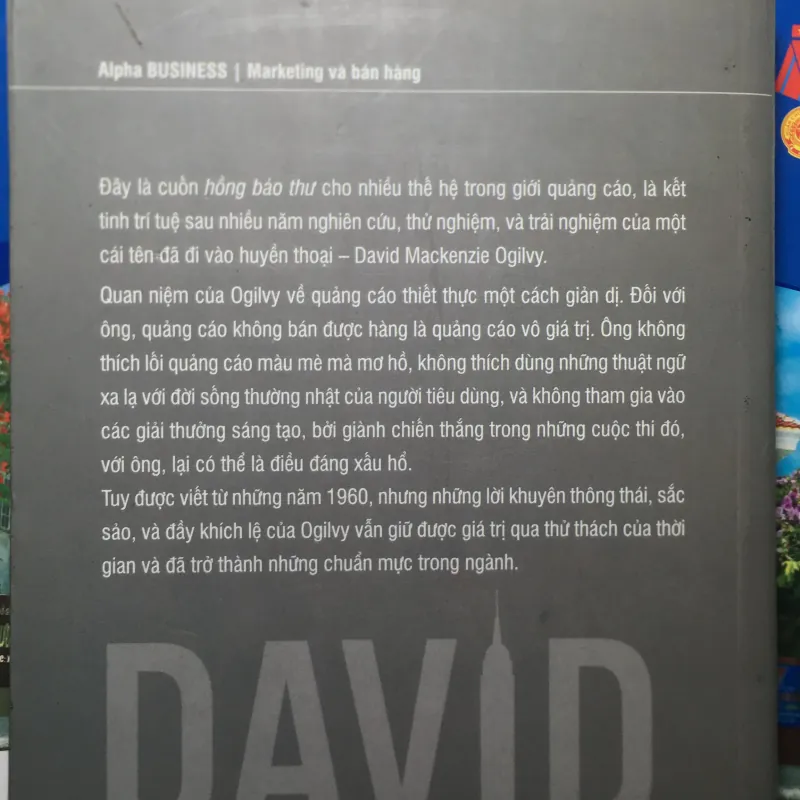 Alpha BUSINESS | Marketing và bán hàng
Đây là cuốn hồng bảo thư cho nhiều thế hệ trong giới quảng cáo, là kết
tinh trí tuệ sau nhiều năm nghiên cứu, thử nghiệm, và trải nghiệm của một
cái tên đã đi vào huyền thoại – David Mackenzie Ogilvy.
Quan niệm của Ogilvy về quảng cáo thiết thực một cách giản dị. Đối với
ông, quảng cáo không bán được hàng là quảng cáo vô giá trị. Ông không
thích lối quảng cáo màu mè mà mơ hồ, không thích dùng những thuật ngữ
xa lạ với đời sống thường nhật của người tiêu dùng, và không tham gia vào
các giải thưởng sáng tạo, bởi giành chiến thắng trong những cuộc thi đó,
với ông, lại có thể là điều đáng xấu hổ.
Tuy được viết từ những năm 1960, nhưng những lời khuyên thông thái, sắc
sảo, và đầy khích lệ của Ogilvy vẫn giữ được giá trị qua thử thách của thời
gian và đã trở thành những chuẩn mực trong ngành.
DAVID